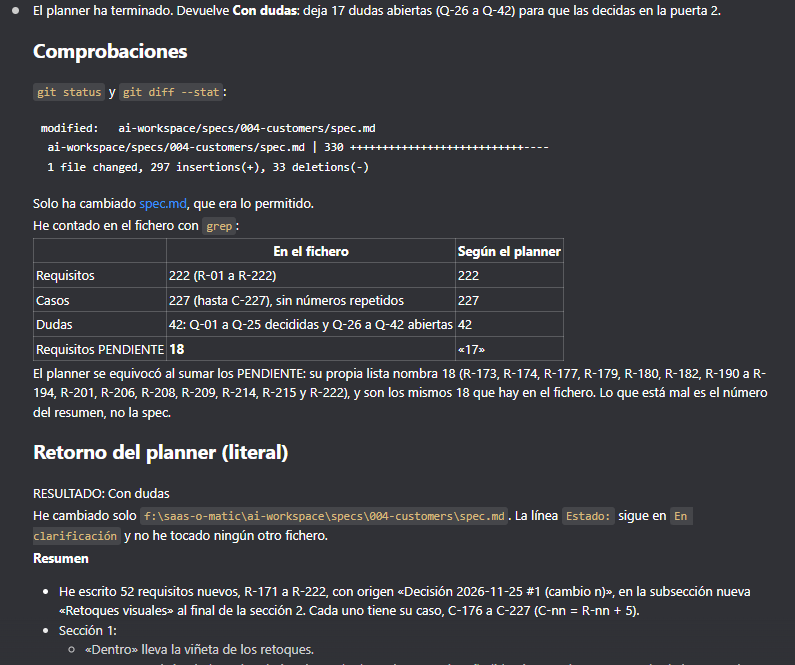 El planner ha terminado. Devuelve Con dudas: deja 17 dudas abiertas (Q-26 a Q-42) para que las decidas en la puerta 2.
Comprobaciones
git status y git diff --stat:
modified:   ai-workspace/specs/004-customers/spec.md
ai-workspace/specs/004-customers/spec.md | 330 +++++++++++++++++++++++++++----
1 file changed, 297 insertions(+), 33 deletions(-)
Solo ha cambiado spec.md, que era lo permitido.
He contado en el fichero con grep:
En el fichero Según el planner
Requisitos 222 (R-01 a R-222) 222
Casos 227 (hasta C-227), sin números repetidos 227
Dudas 42: Q-01 a Q-25 decididas y Q-26 a Q-42 abiertas 42
Requisitos PENDIENTE 18 «17»
El planner se equivocó al sumar los PENDIENTE: su propia lista nombra 18 (R-173, R-174, R-177, R-179, R-180, R-182, R-190 a R-
194, R-201, R-206, R-208, R-209, R-214, R-215 y R-222), y son los mismos 18 que hay en el fichero. Lo que está mal es el número
del resumen, no la spec.
Retorno del planner (literal)
RESULTADO: Con dudas
He cambiado solo f:\saas-o-matic\ai-workspace\specs\004-customers\spec.md. La línea Estado: sigue en En
clarificación y no he tocado ningún otro fichero.
Resumen
He escrito 52 requisitos nuevos, R-171 a R-222, con origen «Decisión 2026-11-25 #1 (cambio n)», en la subsección nueva
«Retoques visuales» al final de la sección 2. Cada uno tiene su caso, C-176 a C-227 (C-nn = R-nn + 5).
Sección 1:
«Dentro» lleva la viñeta de los retoques.